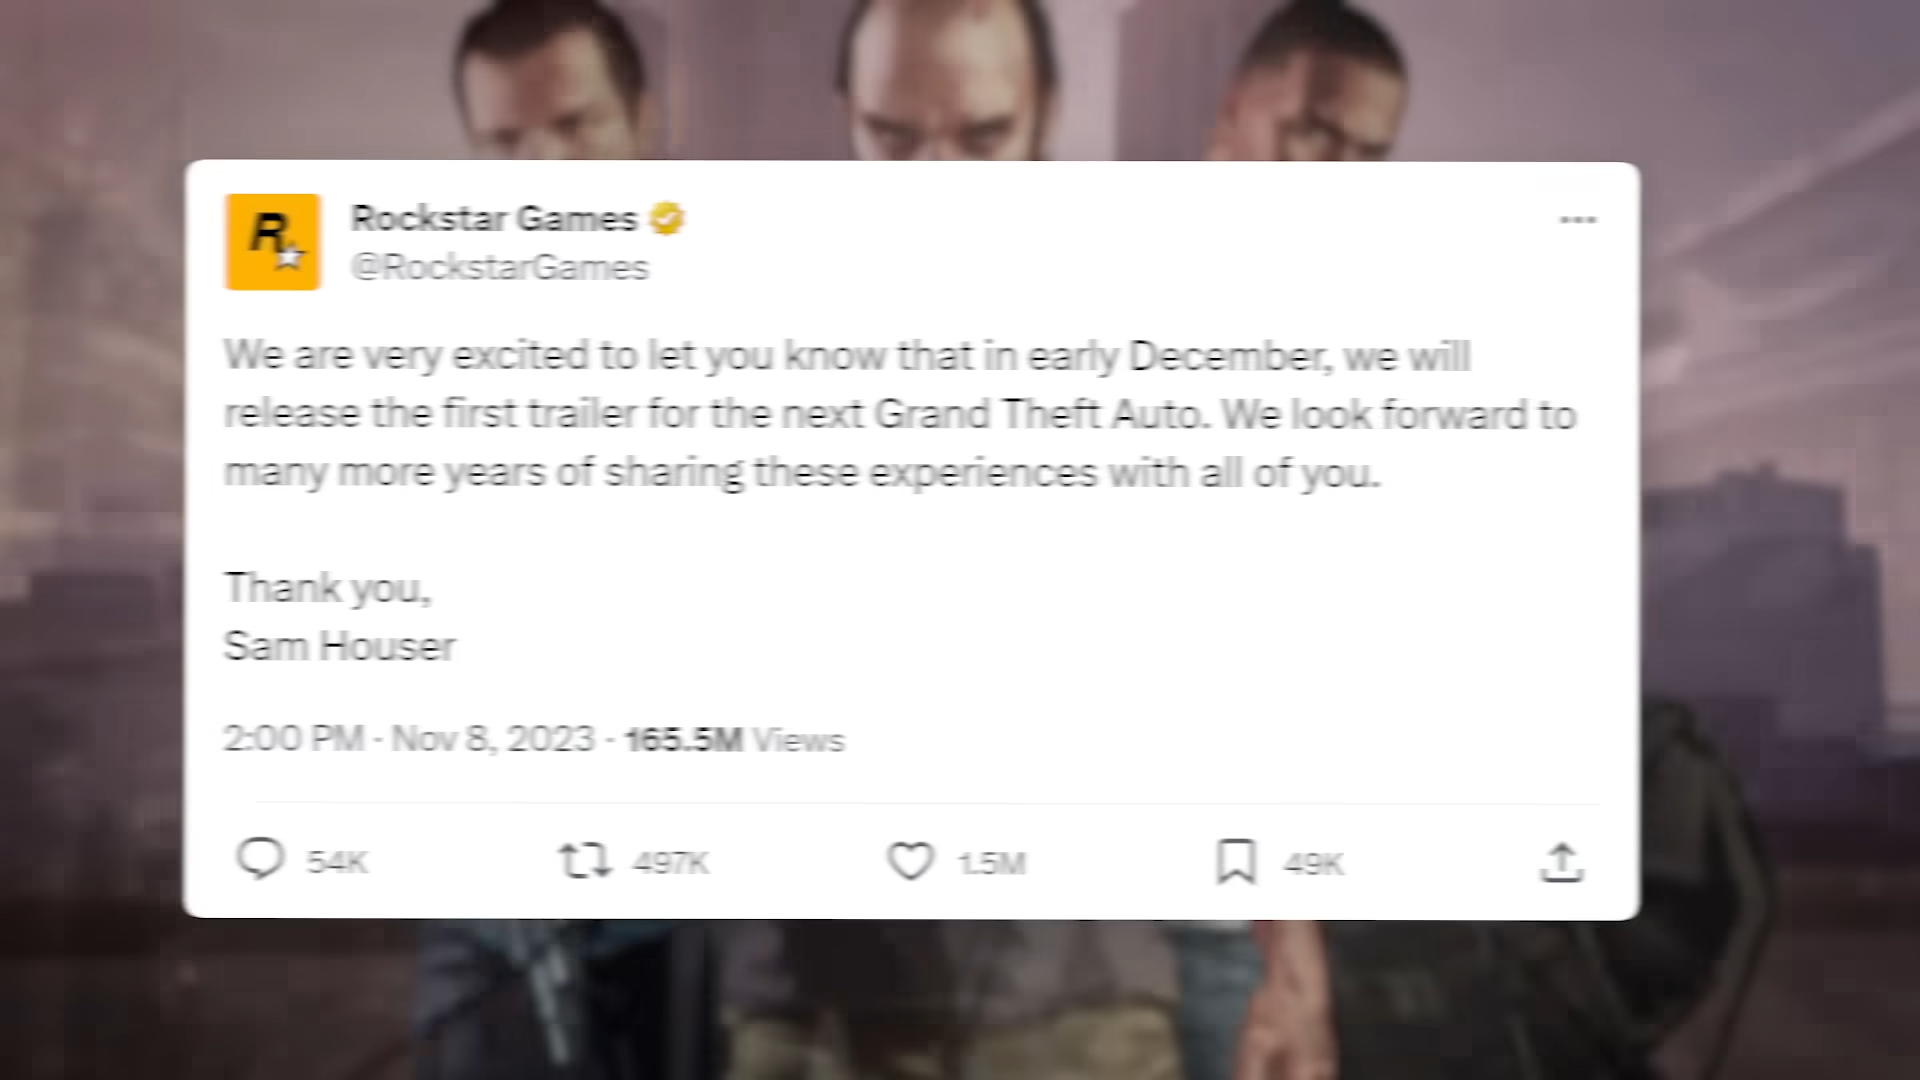 R
Rockstar Games
@RockstarGames
We are very excited to let you know that in early December, we will
release the first trailer for the next Grand Theft Auto. We look forward to
many more years of sharing these experiences with all of you.
Thank you,
Sam Houser
2:00 PM · Nov 8, 2023 · 165.5M Views
54K 497K 1.5M 49K